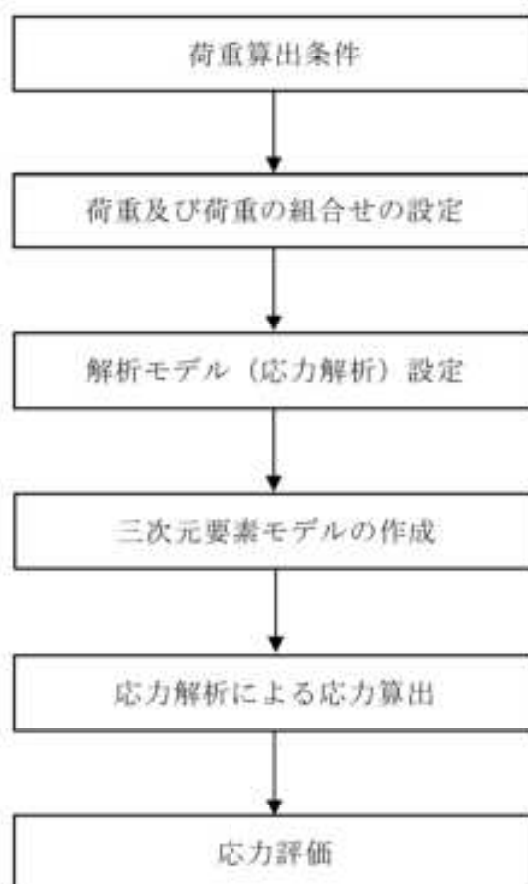 荷重算出条件
荷重及び荷重の組合せの設定
解析モデル（応力解析）設定
三次元要素モデルの作成
応力解析による応力算出
応力評価